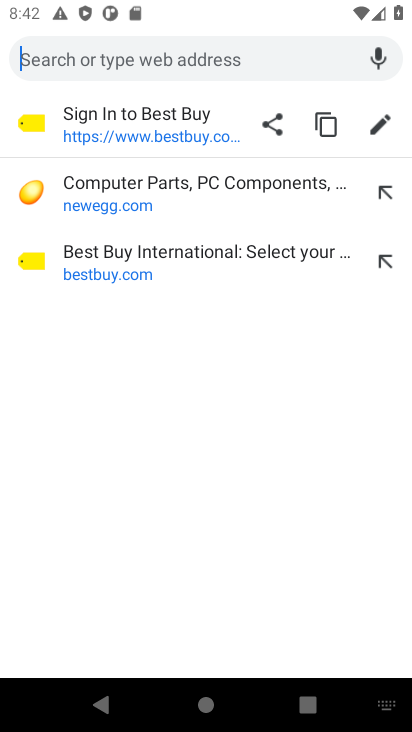 8:42
Search or type web address
Sign In to Best Buy
https://www.bestbuy.co...
Computer Parts, PC Components, ...
newegg.com
Best Buy International: Select your ...
bestbuy.com